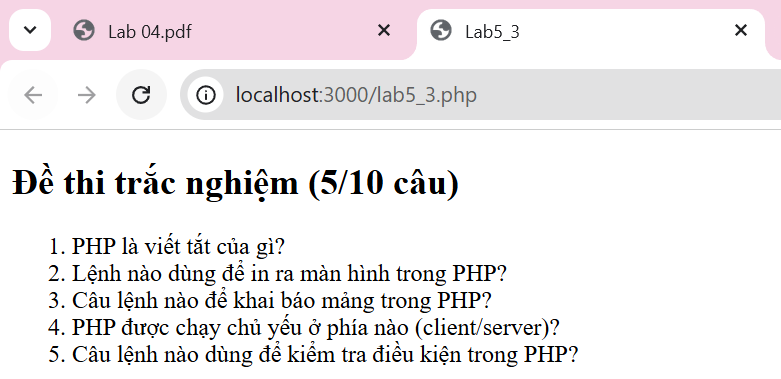 Lab 04.pdf
Lab5_3
localhost:3000/lab5_3.php
Đề thi trắc nghiệm (5/10 câu)
1. PHP là viết tắt của gì?
2. Lệnh nào dùng để in ra màn hình trong PHP?
3. Câu lệnh nào để khai báo mảng trong PHP?
4. PHP được chạy chủ yếu ở phía nào (client/server)?
5. Câu lệnh nào dùng để kiểm tra điều kiện trong PHP?